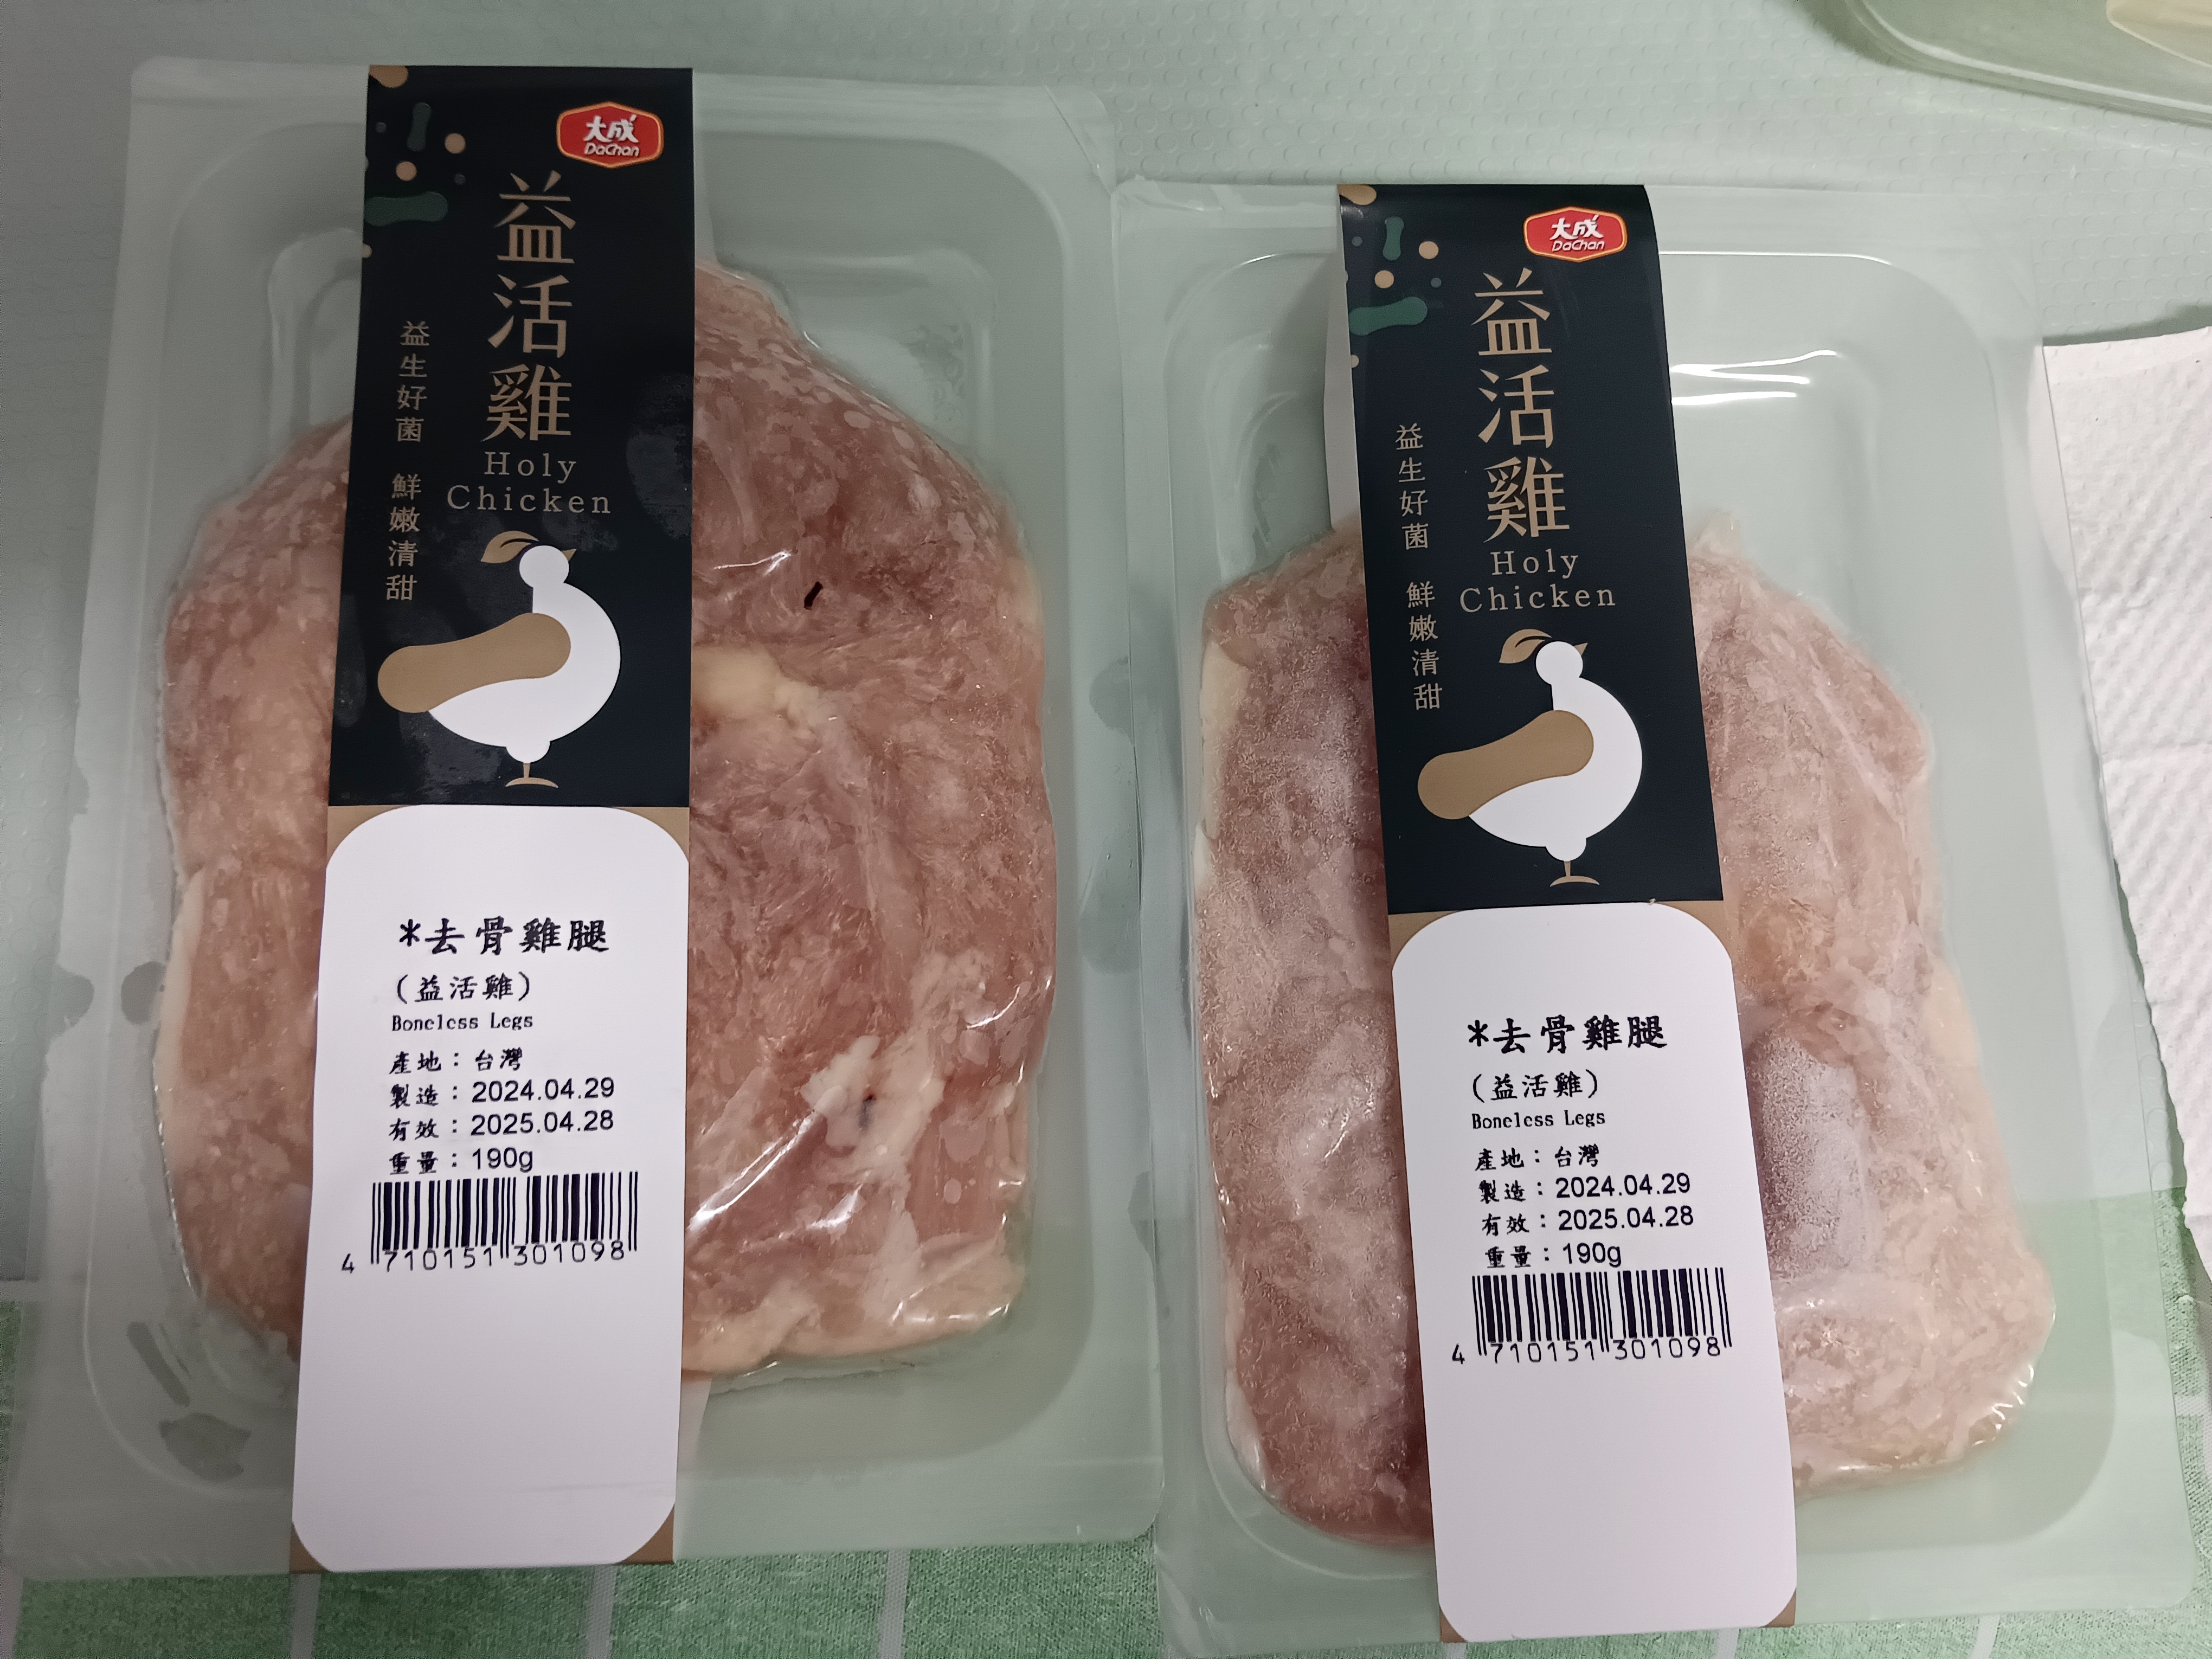 大成
DaChan
益活雞
Holy
Chicken
益生好菌 鮮嫩清甜
*去骨雞腿
(益活雞)
Boneless Legs
產地：台灣
製造：2024.04.29
有效：2025.04.28
重量：190g
4 710151 301098
大成
DaChan
益活雞
Holy
Chicken
益生好菌 鮮嫩清甜
*去骨雞腿
(益活雞)
Boneless Legs
產地：台灣
製造：2024.04.29
有效：2025.04.28
重量：190g
4 710151 301098